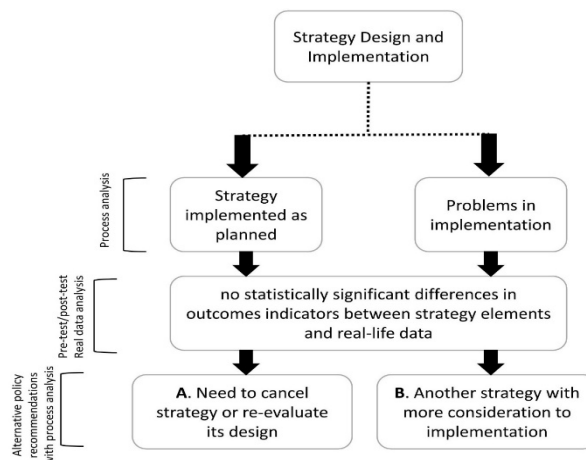 Strategy Design and
Implementation
Process analysis
Strategy
implemented as
planned
Problems in
implementation
Pre-test/post-test
Real data analysis
no statistically significant differences in
outcomes indicators between strategy elements
and real-life data
Alternative policy
recommendations
with process analysis
A. Need to cancel
strategy or re-evaluate
its design
B. Another strategy with
more consideration to
implementation